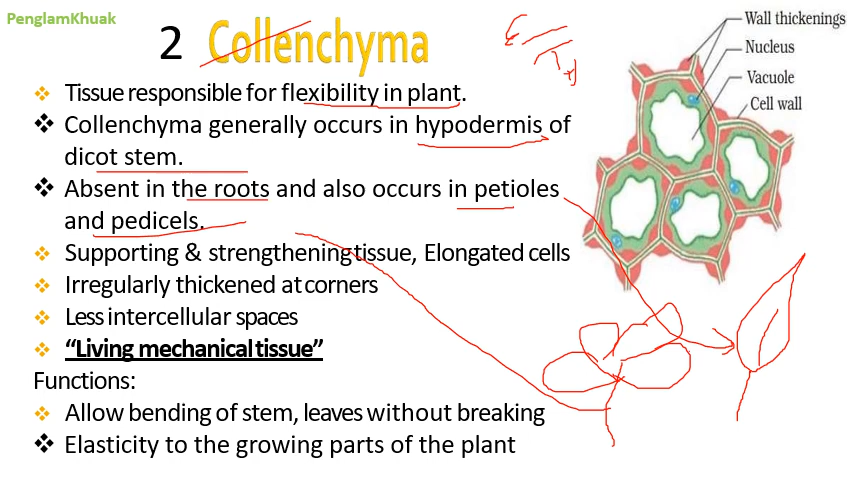 PenglamKhuak
2 Collenchyma
Tissue responsible for flexibility in plant.
Collenchyma generally occurs in hypodermis of
dicot stem.
Absent in the roots and also occurs in petioles
and pedicels.
Supporting & strengthening tissue, Elongated cells
Irregularly thickened at corners
Less intercellular spaces
“Living mechanical tissue”
Functions:
Allow bending of stem, leaves without breaking
Elasticity to the growing parts of the plant
Wall thickenings
Nucleus
Vacuole
Cell wall